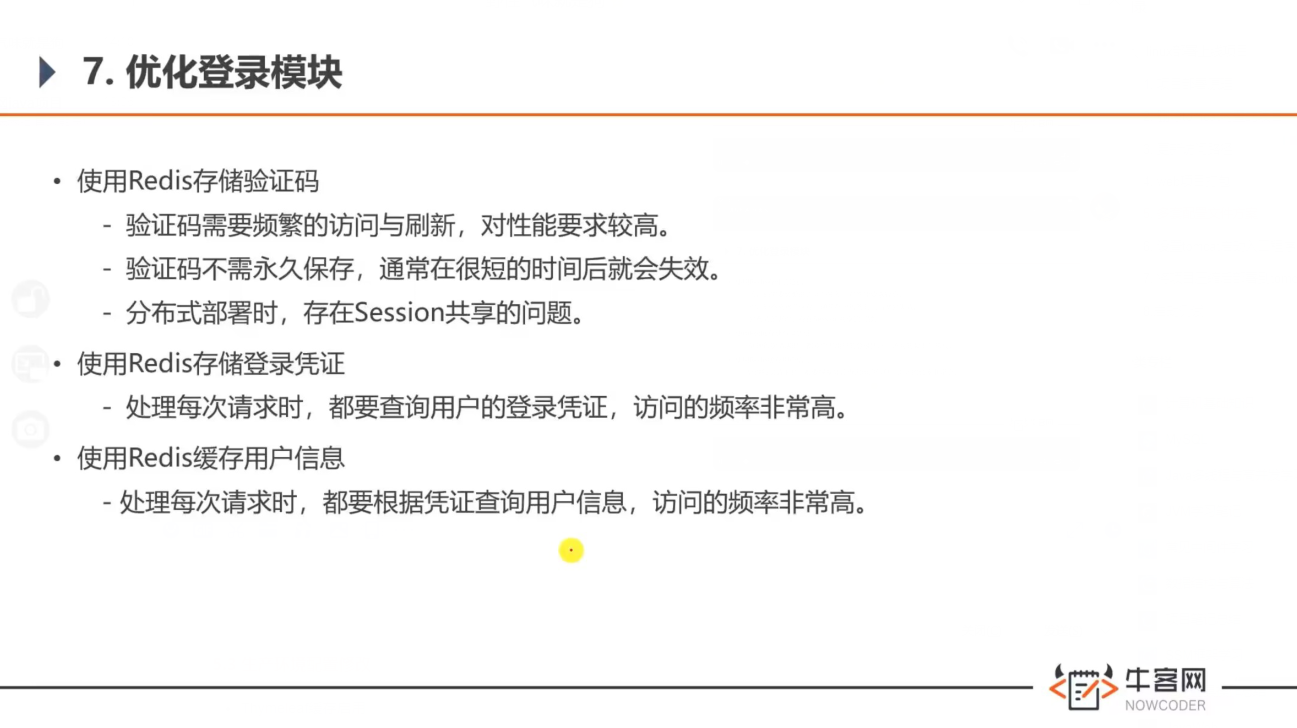 7. 优化登录模块
• 使用Redis存储验证码
- 验证码需要频繁的访问与刷新，对性能要求较高。
- 验证码不需永久保存，通常在很短的时间后就会失效。
- 分布式部署时，存在Session共享的问题。
• 使用Redis存储登录凭证
- 处理每次请求时，都要查询用户的登录凭证，访问的频率非常高。
• 使用Redis缓存用户信息
- 处理每次请求时，都要根据凭证查询用户信息，访问的频率非常高。
牛客网
NOWCODER